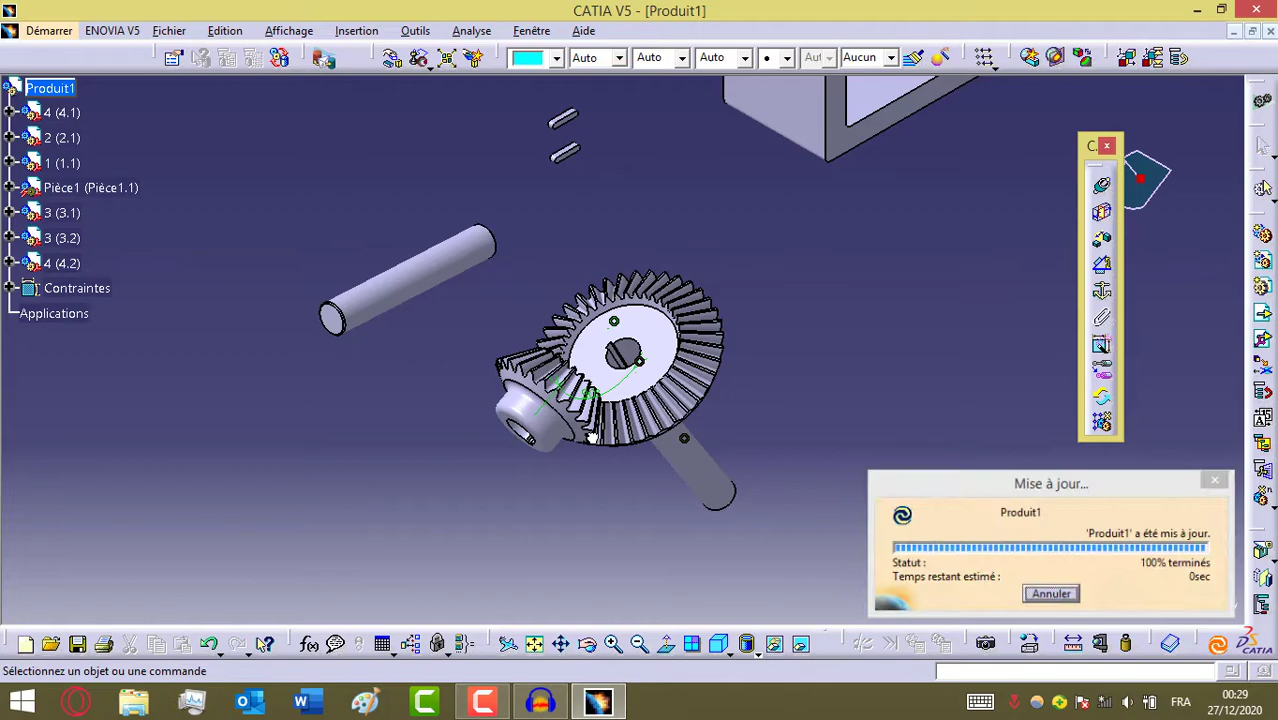 CATIA V5 - [Produit1]
Démarrer ENOVIA V5 Fichier Edition Affichage Insertion Outils Analyse Fenêtre Aide
Auto Auto Auto Aut Aucun
Produit1
4 (4.1)
2 (2.1)
1 (1.1)
Pièce1 (Pièce1.1)
3 (3.1)
3 (3.2)
4 (4.2)
Contraintes
Applications
C.
Mise à jour...
Produit1
'Produit1' a été mis à jour.
Statut : 100% terminés
Temps restant estimé : 0sec
Annuler
f(x)
CATIA
Sélectionnez un objet ou une commande
FRA
00:29
27/12/2020